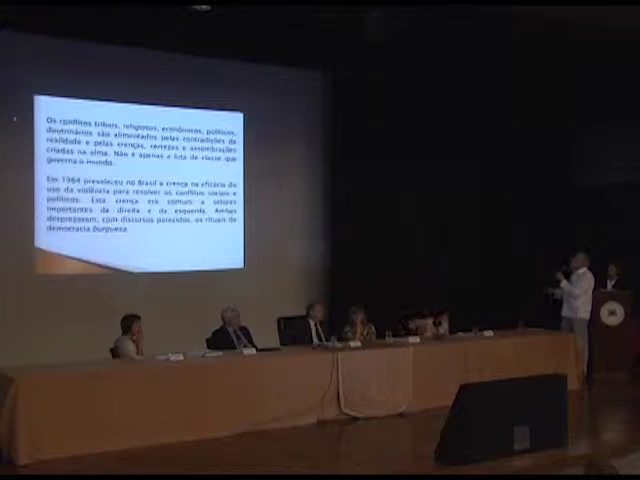 Os conflitos tribais, religiosos, econômicos, políticos,
doutrinários são alimentados pelas contradições da
realidade e pelas crenças, certezas e assombrações
criadas na alma. Não é apenas a luta de classe que
governa o mundo.
Em 1964 prevaleceu no Brasil a crença na eficácia do
uso da violência para resolver os conflitos sociais e
políticos. Esta crença era comum a setores
importantes da direita e da esquerda. Ambos
desprezavam, com discursos parecidos, os rituais da
democracia burguesa.